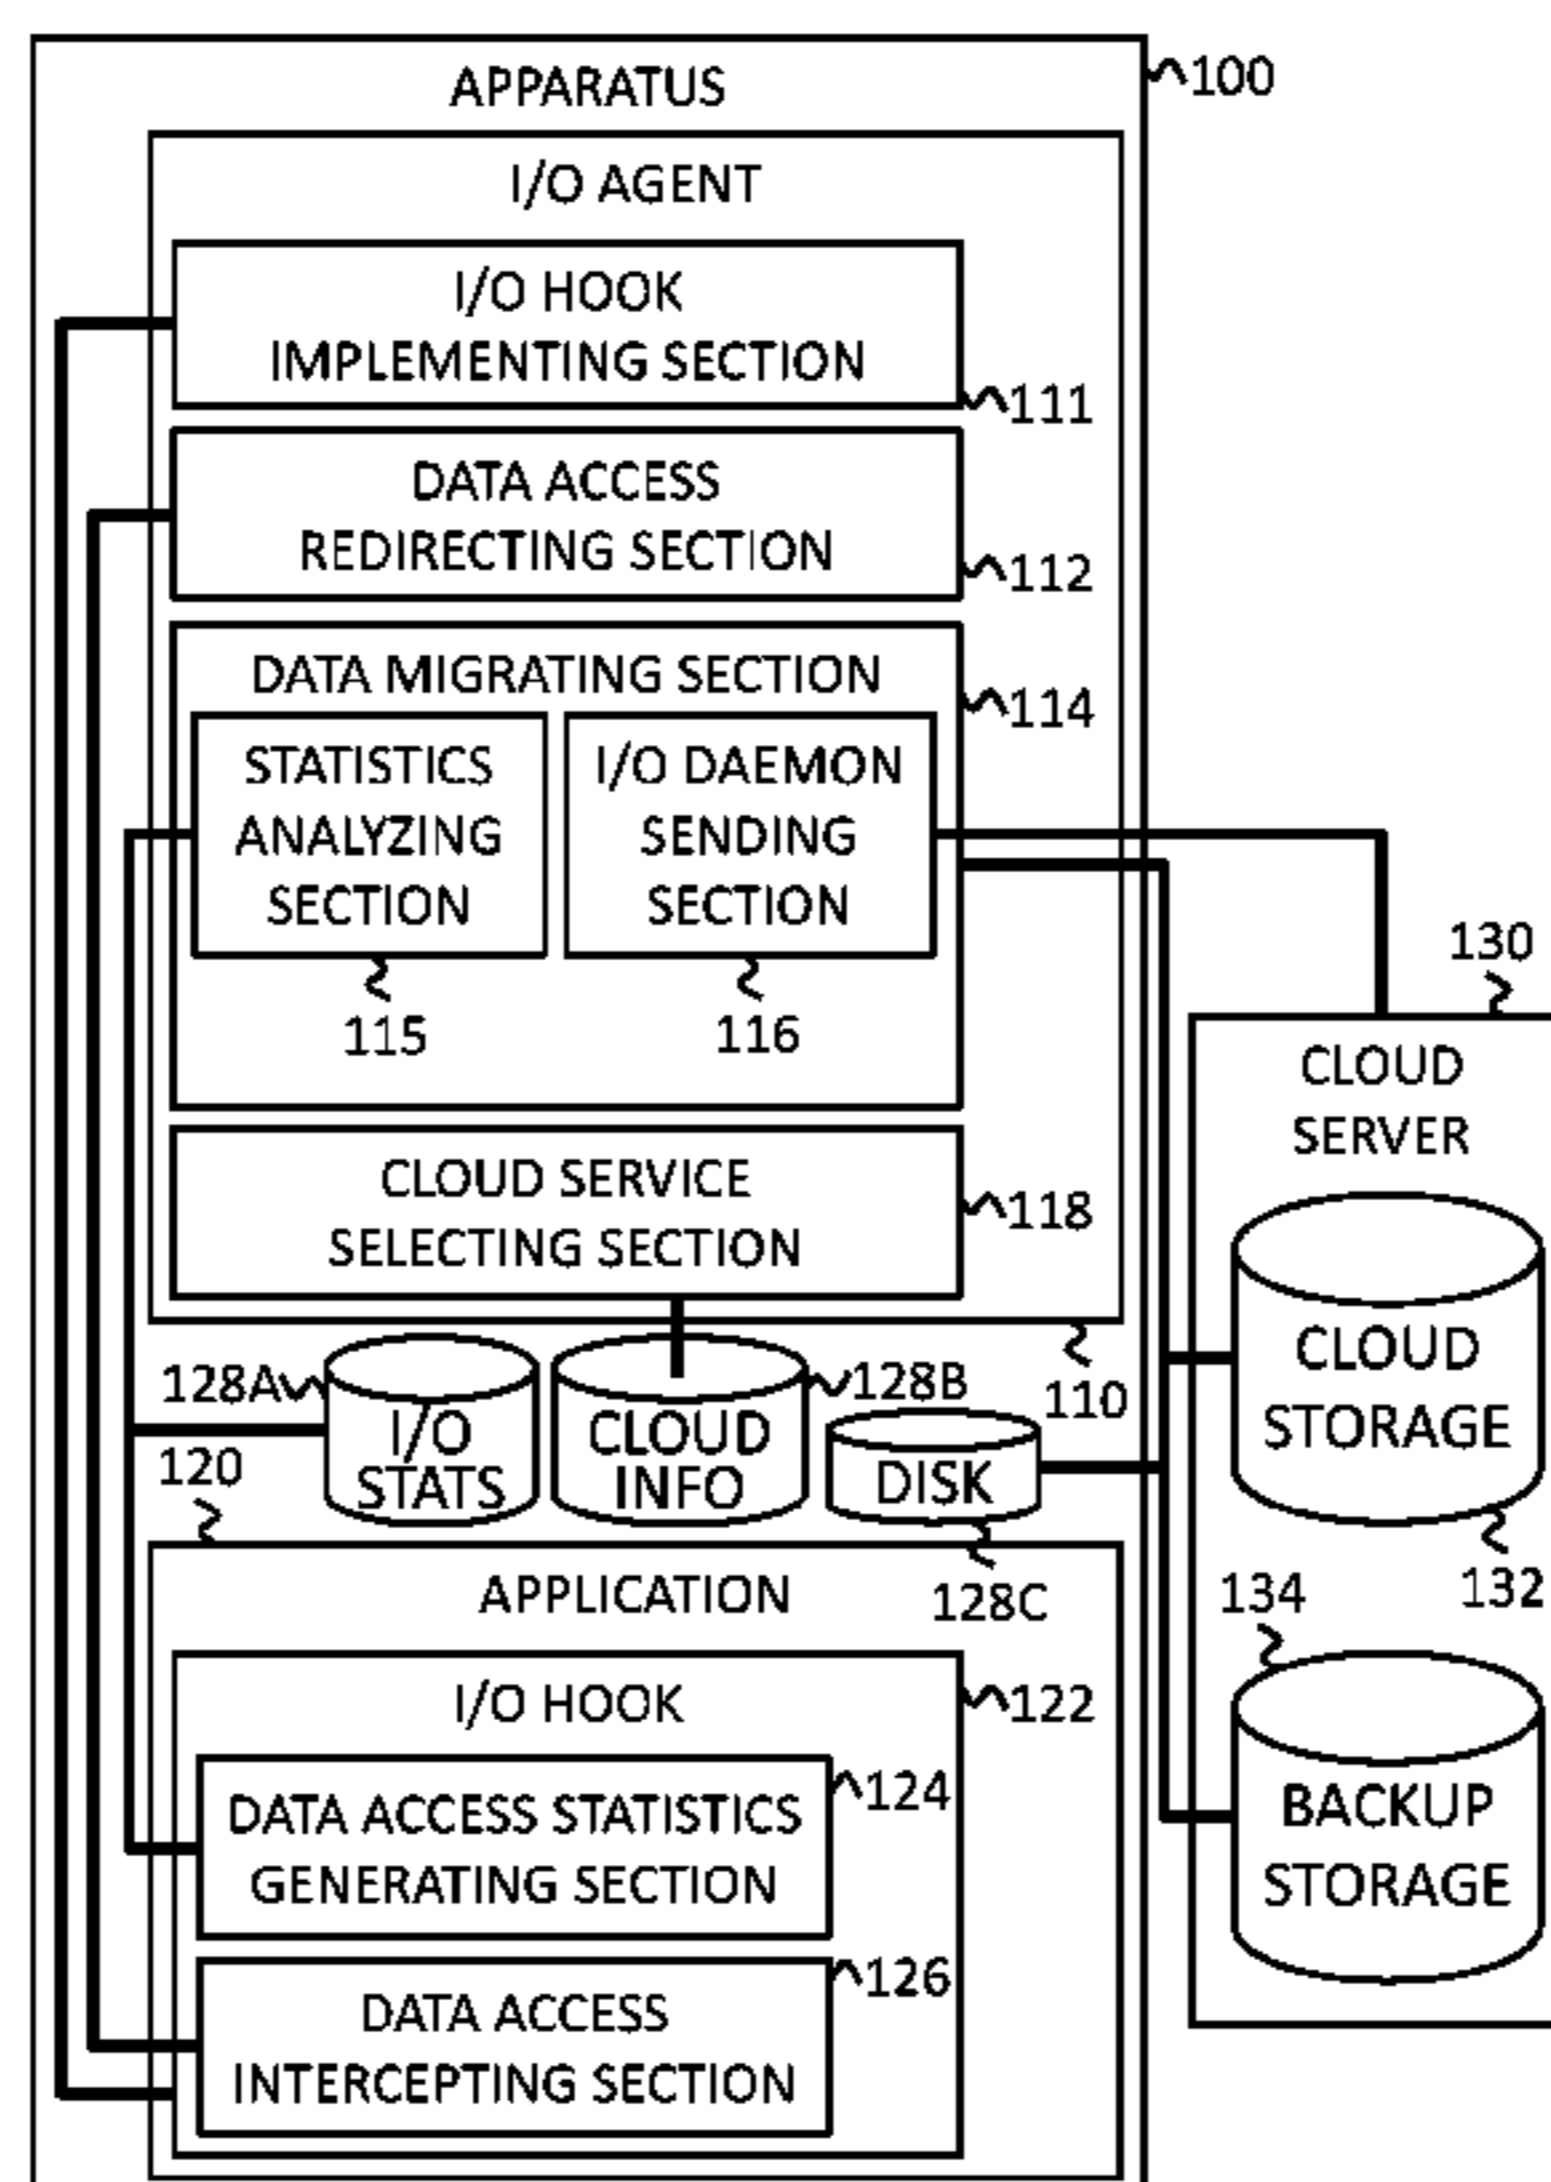 APPARATUS
100
I/O AGENT
I/O HOOK
IMPLEMENTING SECTION
111
DATA ACCESS
REDIRECTING SECTION
112
DATA MIGRATING SECTION
114
STATISTICS
ANALYZING
SECTION
115
I/O DAEMON
SENDING
SECTION
116
CLOUD SERVICE
SELECTING SECTION
118
110
128A
I/O
STATS
128B
CLOUD
INFO
DISK
128C
120
APPLICATION
I/O HOOK
122
DATA ACCESS STATISTICS
GENERATING SECTION
124
DATA ACCESS
INTERCEPTING SECTION
126
130
CLOUD
SERVER
CLOUD
STORAGE
132
134
BACKUP
STORAGE